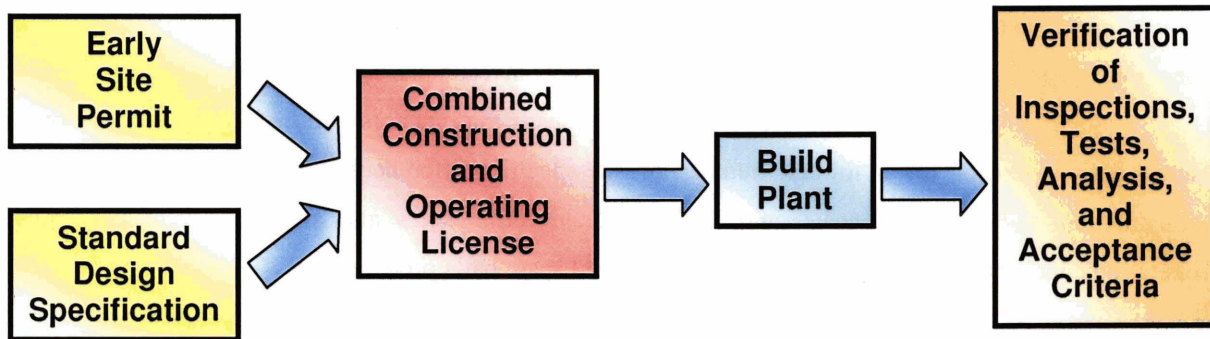 Early
Site
Permit
Standard
Design
Specification
Combined
Construction
and
Operating
License
Build
Plant
Verification
of
Inspections,
Tests,
Analysis,
and
Acceptance
Criteria